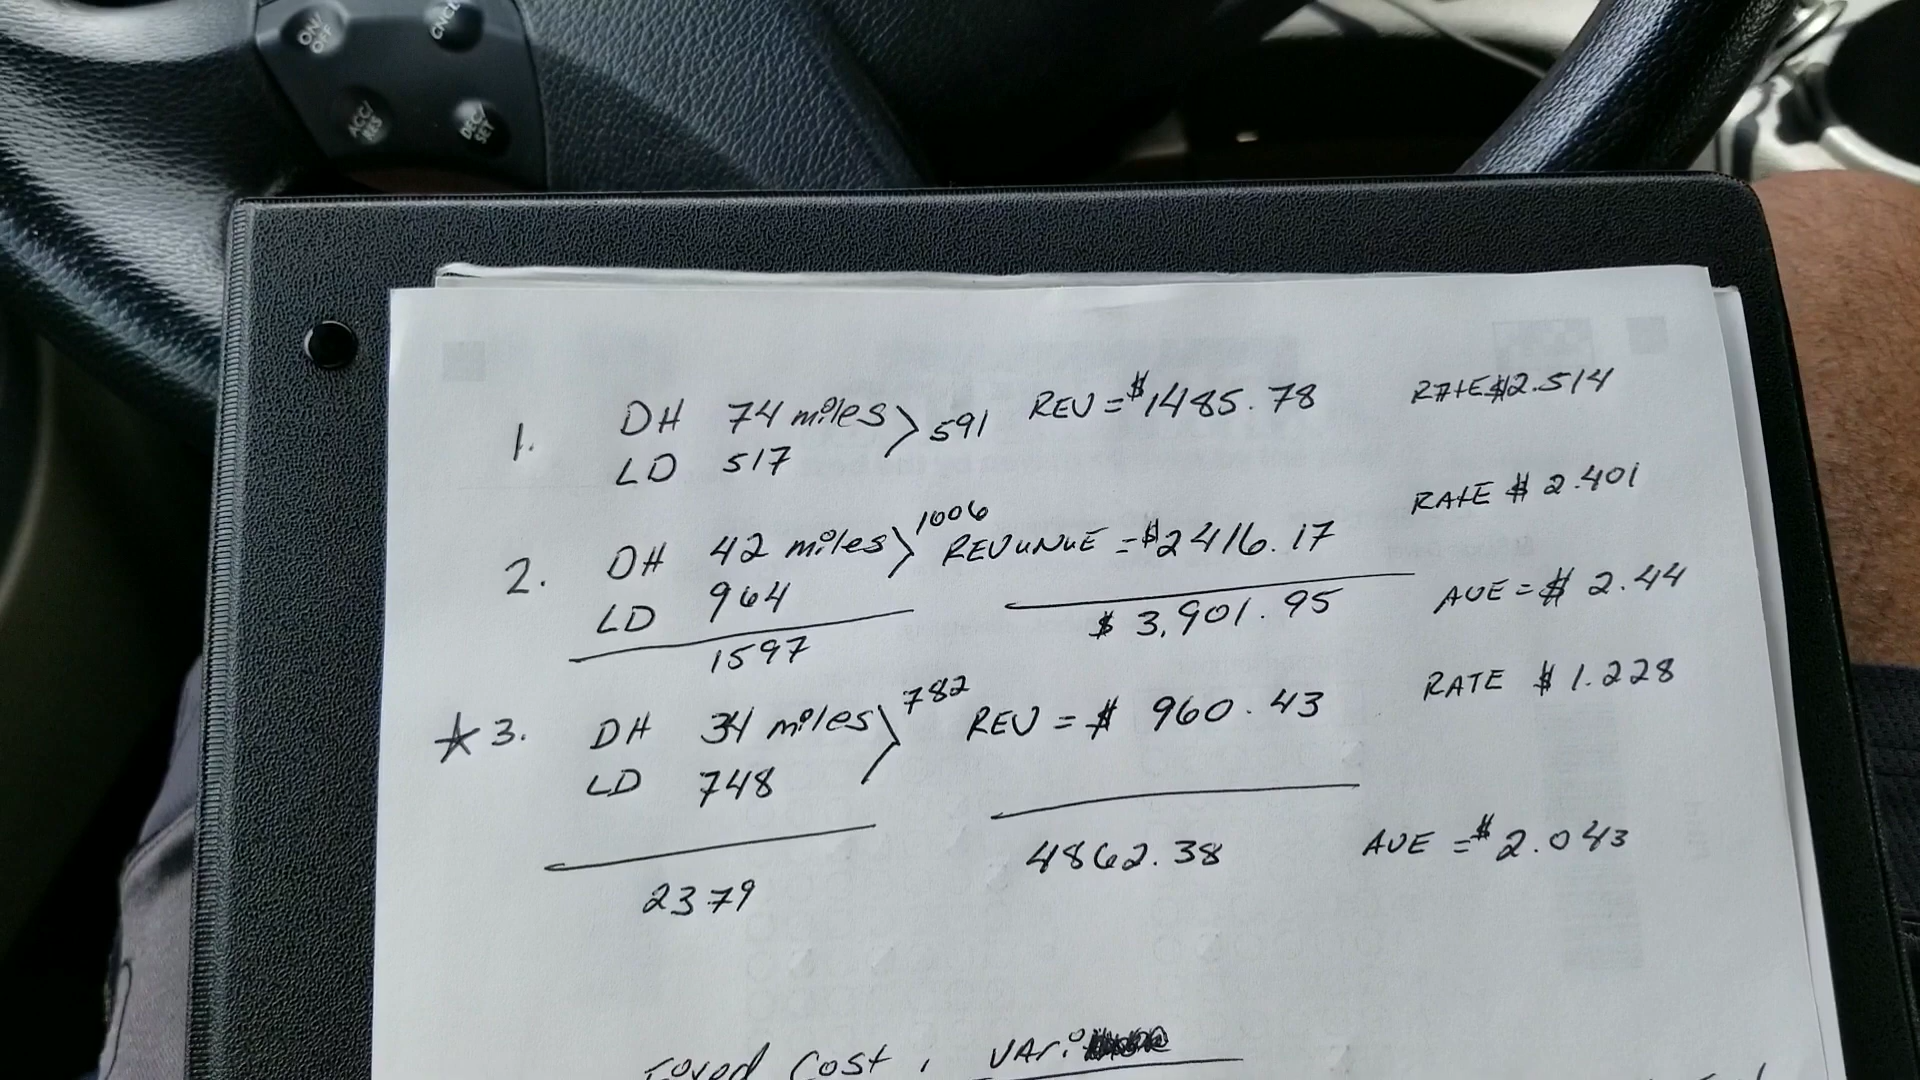 ON/OFF
CNCL
ACC/RES
DEC/SET
1. DH 74 miles > 591 REV = $1485.78 RATE $2.514
LD 517
2. DH 42 miles > 1006 REVUNUE = $2416.17 RATE $2.401
LD 964
1597 $3,901.95 AVE = $2.44
★3. DH 34 miles > 782 REV = $960.43 RATE $1.228
LD 748
2379 4862.38 AVE = $2.043
Cost,